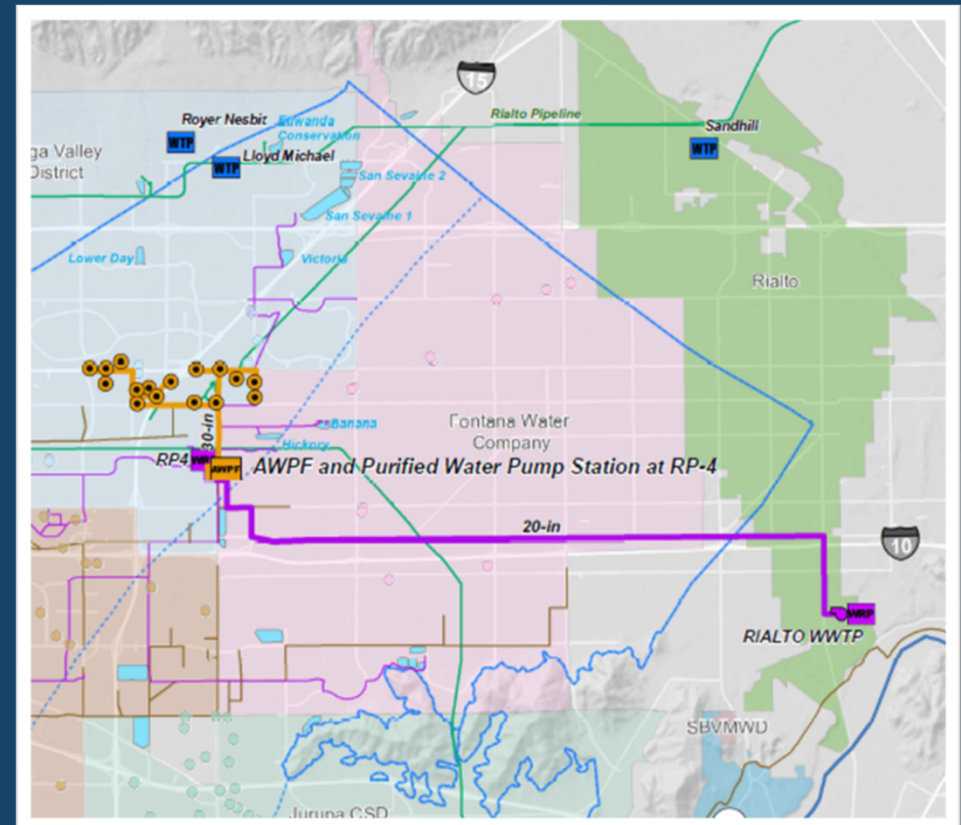 15
Rialto Pipeline
Royer Nesbit
Euwanda
Conservation
Sandhill
WTP
WTP
WTP
Lloyd Michael
ga Valley
District
San Sevaine 2
San Sevaine 1
Lower Day
Victoria
Rialto
Fontana Water
Company
Banana
Hickory
30-in
RP4
AWPF
AWPF and Purified Water Pump Station at RP-4
20-in
10
WRP
RIALTO WWTP
SBVMWD
Jurupa CSD